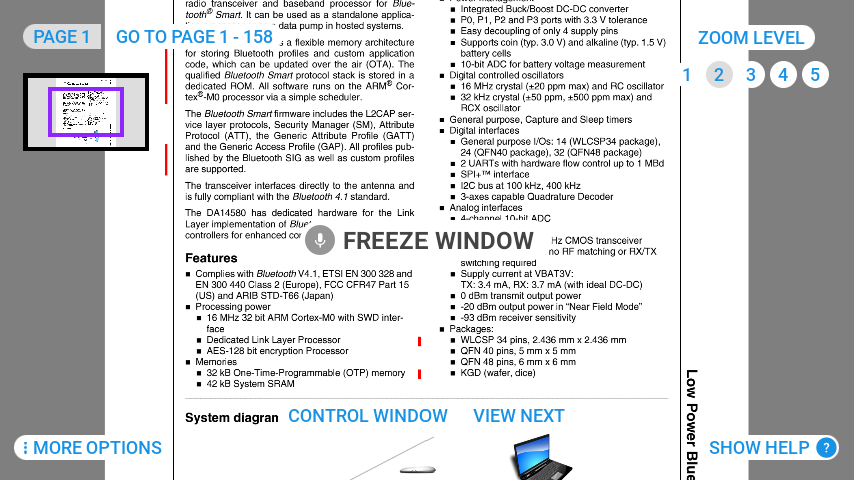 PAGE 1
GO TO PAGE 1 - 158
ZOOM LEVEL
1 2 3 4 5
radio transceiver and baseband processor for Blue-
tooth® Smart. It can be used as a standalone applica-
data pump in hosted systems.
s a flexible memory architecture
for storing Bluetooth profiles and custom application
code, which can be updated over the air (OTA). The
qualified Bluetooth Smart protocol stack is stored in a
dedicated ROM. All software runs on the ARM® Cor-
tex®-M0 processor via a simple scheduler.
The Bluetooth Smart firmware includes the L2CAP ser-
vice layer protocols, Security Manager (SM), Attribute
Protocol (ATT), the Generic Attribute Profile (GATT)
and the Generic Access Profile (GAP). All profiles pub-
lished by the Bluetooth SIG as well as custom profiles
are supported.
The transceiver interfaces directly to the antenna and
is fully compliant with the Bluetooth 4.1 standard.
The DA14580 has dedicated hardware for the Link
Layer implementation of Blue
controllers for enhanced cor
Features
■ Complies with Bluetooth V4.1, ETSI EN 300 328 and
EN 300 440 Class 2 (Europe), FCC CFR47 Part 15
(US) and ARIB STD-T66 (Japan)
■ Processing power
■ 16 MHz 32 bit ARM Cortex-M0 with SWD inter-
face
■ Dedicated Link Layer Processor
■ AES-128 bit encryption Processor
■ Memories
■ 32 kB One-Time-Programmable (OTP) memory
■ 42 kB System SRAM
■ Integrated Buck/Boost DC-DC converter
■ P0, P1, P2 and P3 ports with 3.3 V tolerance
■ Easy decoupling of only 4 supply pins
■ Supports coin (typ. 3.0 V) and alkaline (typ. 1.5 V)
battery cells
■ 10-bit ADC for battery voltage measurement
■ Digital controlled oscillators
■ 16 MHz crystal (±20 ppm max) and RC oscillator
■ 32 kHz crystal (±50 ppm, ±500 ppm max) and
RCX oscillator
■ General purpose, Capture and Sleep timers
■ Digital interfaces
■ General purpose I/Os: 14 (WLCSP34 package),
24 (QFN40 package), 32 (QFN48 package)
■ 2 UARTs with hardware flow control up to 1 MBd
■ SPI+™ interface
■ I2C bus at 100 kHz, 400 kHz
■ 3-axes capable Quadrature Decoder
■ Analog interfaces
■ 4-channel 10-bit ADC
Hz CMOS transceiver
no RF matching or RX/TX
switching required
■ Supply current at VBAT3V:
TX: 3.4 mA, RX: 3.7 mA (with ideal DC-DC)
■ 0 dBm transmit output power
■ -20 dBm output power in “Near Field Mode”
■ -93 dBm receiver sensitivity
■ Packages:
■ WLCSP 34 pins, 2.436 mm x 2.436 mm
■ QFN 40 pins, 5 mm x 5 mm
■ QFN 48 pins, 6 mm x 6 mm
■ KGD (wafer, dice)
FREEZE WINDOW
System diagran
CONTROL WINDOW
VIEW NEXT
Low Power Blue
MORE OPTIONS
SHOW HELP ?